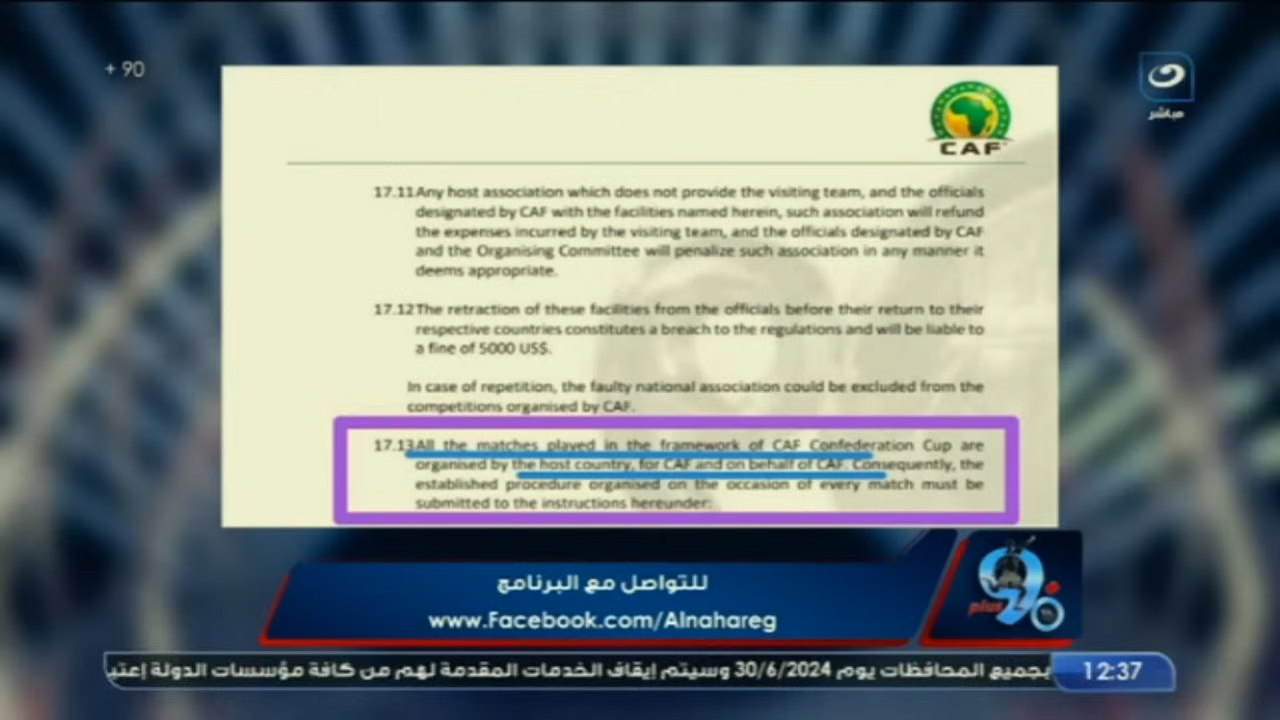 + 90
مباشر
CAF
17.11 Any host association which does not provide the visiting team, and the officials
designated by CAF with the facilities named herein, such association will refund
the expenses incurred by the visiting team, and the officials designated by CAF
and the Organising Committee will penalize such association in any manner it
deems appropriate.
17.12 The retraction of these facilities from the officials before their return to their
respective countries constitutes a breach to the regulations and will be liable to
a fine of 5000 US$.
In case of repetition, the faulty national association could be excluded from the
competitions organised by CAF.
17.13 All the matches played in the framework of CAF Confederation Cup are
organised by the host country, for CAF and on behalf of CAF. Consequently, the
established procedure organised on the occasion of every match must be
submitted to the instructions hereunder:
للتواصل مع البرنامج
www.Facebook.com/Alnahareg
90 plus
بجميع المحافظات يوم 30/6/2024 وسيتم إيقاف الخدمات المقدمة لهم من كافة مؤسسات الدولة إعتبا
12:37